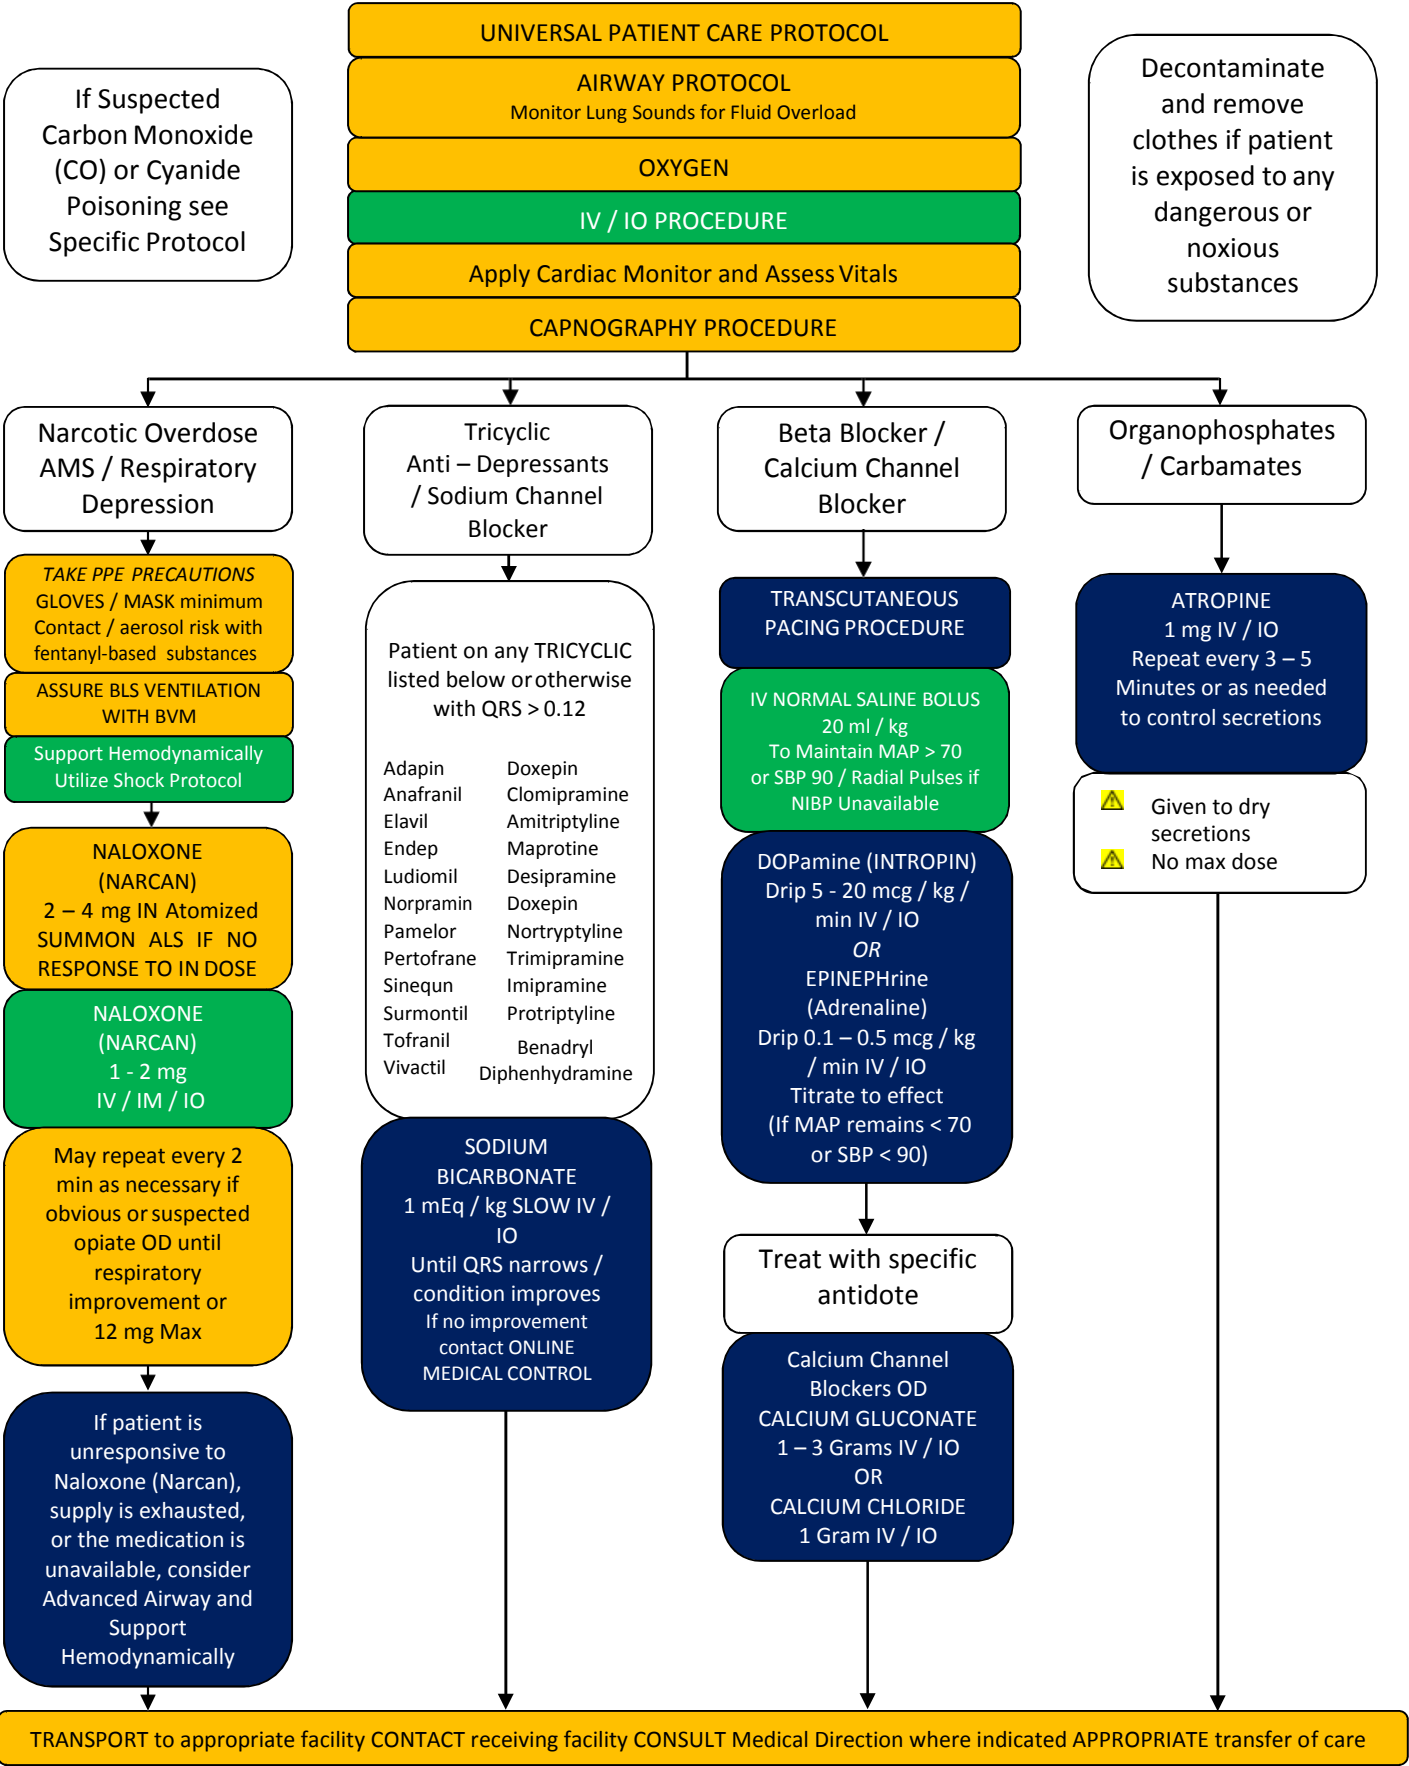 UNIVERSAL PATIENT CARE PROTOCOL
AIRWAY PROTOCOL
Monitor Lung Sounds for Fluid Overload
OXYGEN
IV / IO PROCEDURE
Apply Cardiac Monitor and Assess Vitals
CAPNOGRAPHY PROCEDURE
If Suspected
Carbon Monoxide
(CO) or Cyanide
Poisoning see
Specific Protocol
Decontaminate
and remove
clothes if patient
is exposed to any
dangerous or
noxious
substances
Narcotic Overdose
AMS / Respiratory
Depression
TAKE PPE PRECAUTIONS
GLOVES / MASK minimum
Contact / aerosol risk with
fentanyl-based substances
ASSURE BLS VENTILATION
WITH BVM
Support Hemodynamically
Utilize Shock Protocol
NALOXONE
(NARCAN)
2 – 4 mg IN Atomized
SUMMON ALS IF NO
RESPONSE TO IN DOSE
NALOXONE
(NARCAN)
1 - 2 mg
IV / IM / IO
May repeat every 2
min as necessary if
obvious or suspected
opiate OD until
respiratory
improvement or
12 mg Max
If patient is
unresponsive to
Naloxone (Narcan),
supply is exhausted,
or the medication is
unavailable, consider
Advanced Airway and
Support
Hemodynamically
Tricyclic
Anti – Depressants
/ Sodium Channel
Blocker
Patient on any TRICYCLIC
listed below or otherwise
with QRS > 0.12
Adapin Doxepin
Anafranil Clomipramine
Elavil Amitriptyline
Endep Maprotine
Ludiomil Desipramine
Norpramin Doxepin
Pamelor Nortryptyline
Pertofrane Trimipramine
Sinequn Imipramine
Surmontil Protriptyline
Tofranil Benadryl
Vivactil Diphenhydramine
SODIUM
BICARBONATE
1 mEq / kg SLOW IV /
IO
Until QRS narrows /
condition improves
If no improvement
contact ONLINE
MEDICAL CONTROL
Beta Blocker /
Calcium Channel
Blocker
TRANSCUTANEOUS
PACING PROCEDURE
IV NORMAL SALINE BOLUS
20 ml / kg
To Maintain MAP > 70
or SBP 90 / Radial Pulses if
NIBP Unavailable
DOPamine (INTROPIN)
Drip 5 - 20 mcg / kg /
min IV / IO
OR
EPINEPHrine
(Adrenaline)
Drip 0.1 – 0.5 mcg / kg
/ min IV / IO
Titrate to effect
(If MAP remains < 70
or SBP < 90)
Treat with specific
antidote
Calcium Channel
Blockers OD
CALCIUM GLUCONATE
1 – 3 Grams IV / IO
OR
CALCIUM CHLORIDE
1 Gram IV / IO
Organophosphates
/ Carbamates
ATROPINE
1 mg IV / IO
Repeat every 3 – 5
Minutes or as needed
to control secretions
Given to dry
secretions
No max dose
TRANSPORT to appropriate facility CONTACT receiving facility CONSULT Medical Direction where indicated APPROPRIATE transfer of care